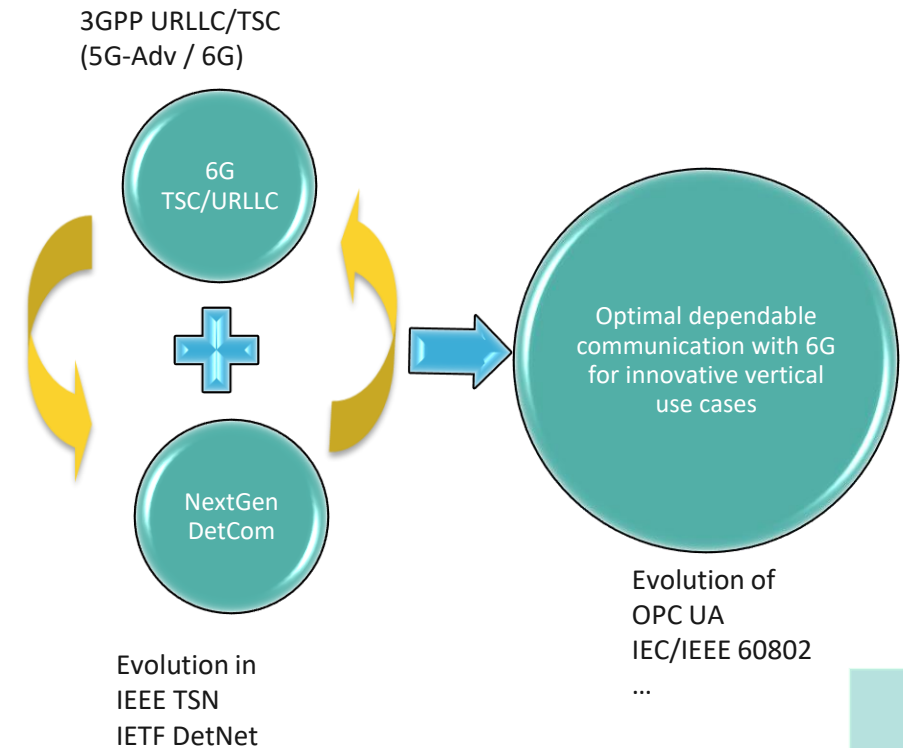 3GPP URLLC/TSC
(5G-Adv / 6G)
6G
TSC/URLLC
NextGen
DetCom
Evolution in
IEEE TSN
IETF DetNet
Optimal dependable
communication with 6G
for innovative vertical
use cases
Evolution of
OPC UA
IEC/IEEE 60802
...